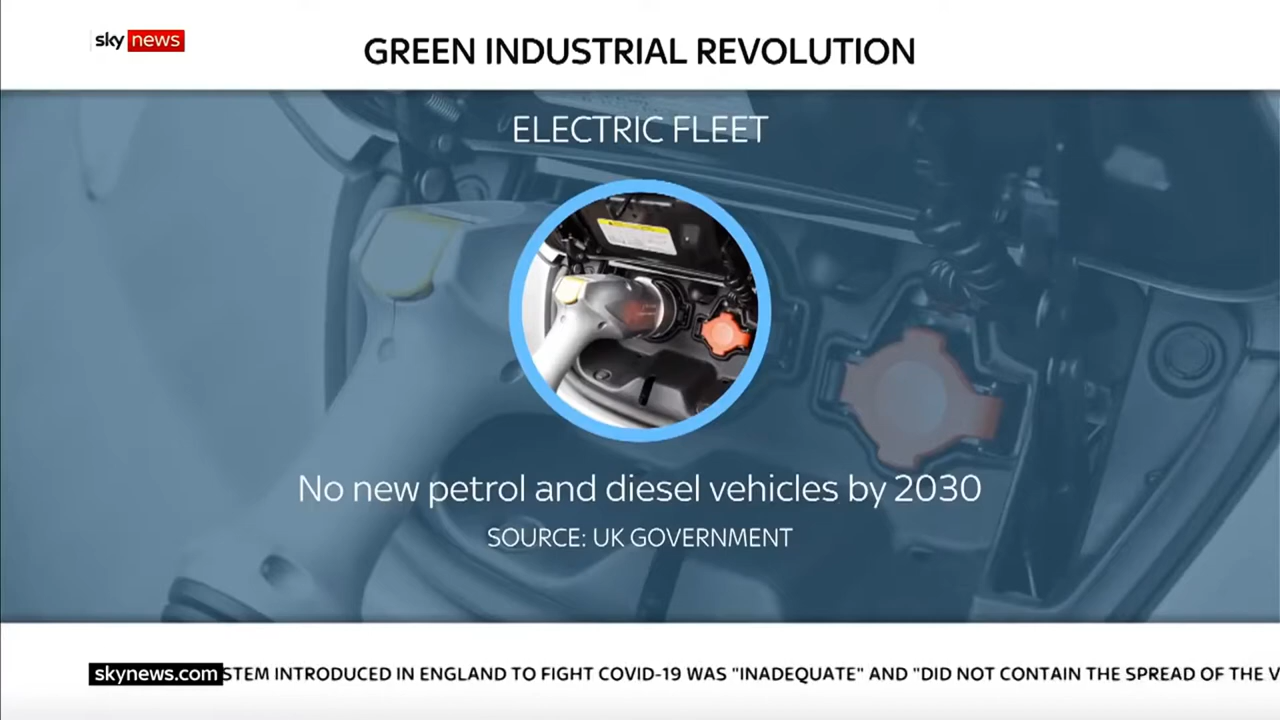 sky news
GREEN INDUSTRIAL REVOLUTION
ELECTRIC FLEET
No new petrol and diesel vehicles by 2030
SOURCE: UK GOVERNMENT
skynews.com STEM INTRODUCED IN ENGLAND TO FIGHT COVID-19 WAS "INADEQUATE" AND "DID NOT CONTAIN THE SPREAD OF THE V